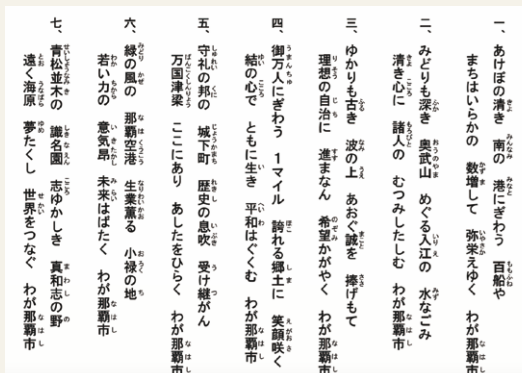 一、あけぼの清き　南の　港にぎわう　百船や
まちはいらかの　数増して　弥栄えゆく　わが那覇市
二、みどりも深き　奥武山　めぐる入江の　水なごみ
清き心に　諸人の　むつみしたしむ　わが那覇市
三、ゆかりも古き　波の上　あおぐ誠を　捧げもて
理想の自治に　進まなん　希望かがやく　わが那覇市
四、御万人にぎわう　1マイル　誇れる郷土に　笑顔咲く
結の心で　ともに生き　平和はぐくむ　わが那覇市
五、守礼の邦の　城下町　歴史の息吹　受け継がん
万国津梁　ここにあり　あしたをひらく　わが那覇市
六、緑の風の　那覇空港　生業薫る　小禄の地
若い力の　意気昂　未来はばたく　わが那覇市
七、青松並木の　識名園　志ゆかしき　真和志の野
遠く海原　夢たくし　世界をつなぐ　わが那覇市